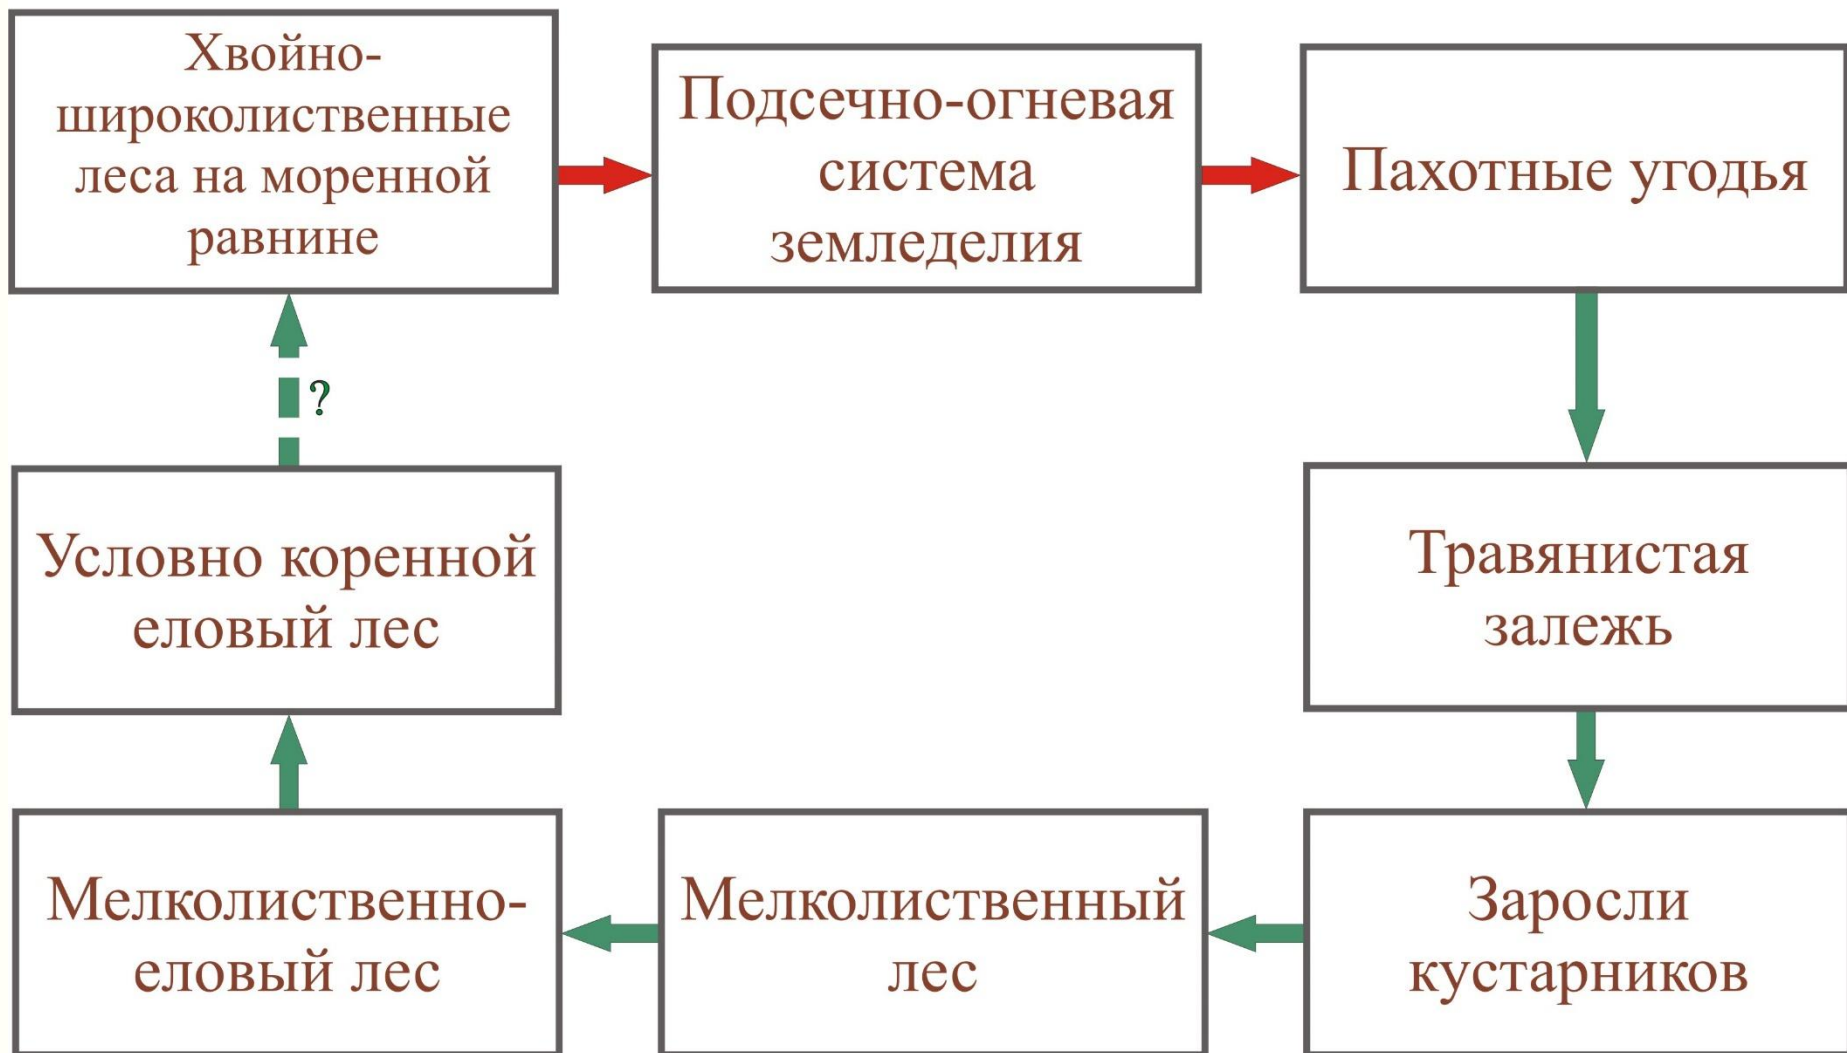 Хвойно-
широколиственные
леса на моренной
равнине
Подсечно-огневая
система
земледелия
Пахотные угодья
?
Условно коренной
еловый лес
Травянистая
залежь
Мелколиственно-
еловый лес
Мелколиственный
лес
Заросли
кустарников